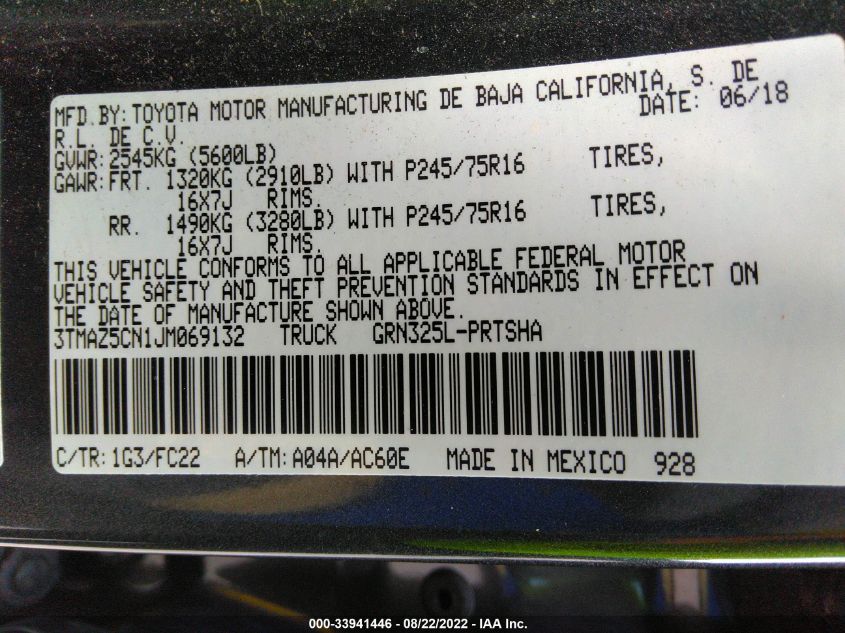 MFD.BY: TOYOTA MOTOR MANUFACTURING DE BAJA CALIFORNIA, S. DE
R.L. DE C.V. DATE: 06/18
GVWR: 2545KG (5600LB)
GAWR: FRT. 1320KG (2910LB) WITH P245/75R16 TIRES,
16X7J RIMS.
RR. 1490KG (3280LB) WITH P245/75R16 TIRES,
16X7J RIMS.
THIS VEHICLE CONFORMS TO ALL APPLICABLE FEDERAL MOTOR
VEHICLE SAFETY AND THEFT PREVENTION STANDARDS IN EFFECT ON
THE DATE OF MANUFACTURE SHOWN ABOVE.
3TMAZ5CN1JM069132 TRUCK GRN325L-PRTSHA
C/TR: 1G3/FC22 A/TM: A04A/AC60E MADE IN MEXICO 928
000-33941446 - 08/22/2022 - IAA Inc.